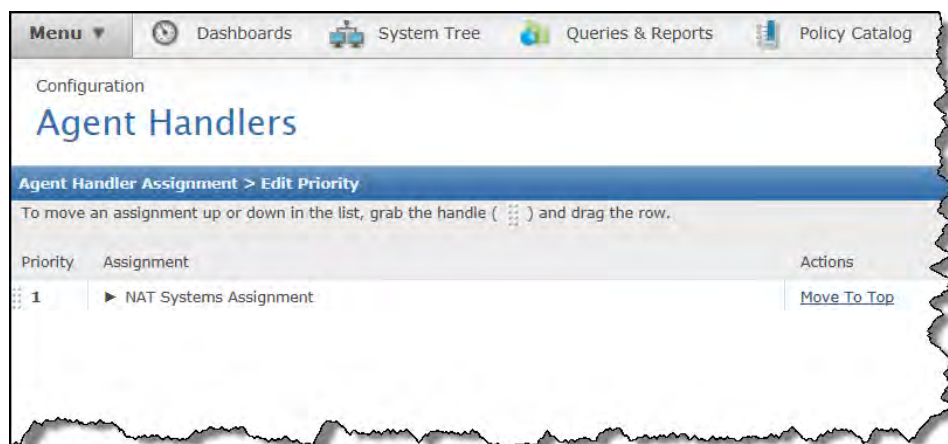 Menu ▼ Dashboards System Tree Queries & Reports Policy Catalog
Configuration
Agent Handlers
Agent Handler Assignment > Edit Priority
To move an assignment up or down in the list, grab the handle ( ) and drag the row.
Priority Assignment Actions
1 ► NAT Systems Assignment Move To Top